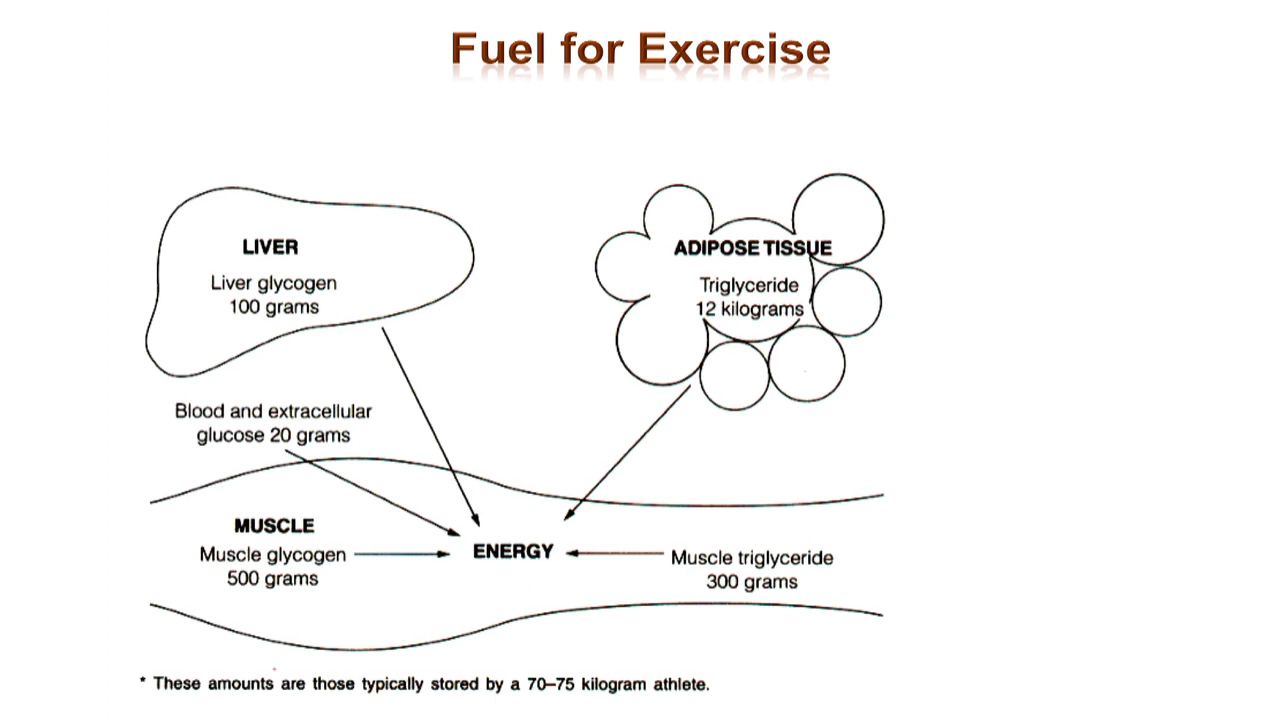 Fuel for Exercise
LIVER
Liver glycogen
100 grams
ADIPOSE TISSUE
Triglyceride
12 kilograms
Blood and extracellular
glucose 20 grams
MUSCLE
Muscle glycogen
500 grams
ENERGY
Muscle triglyceride
300 grams
* These amounts are those typically stored by a 70–75 kilogram athlete.